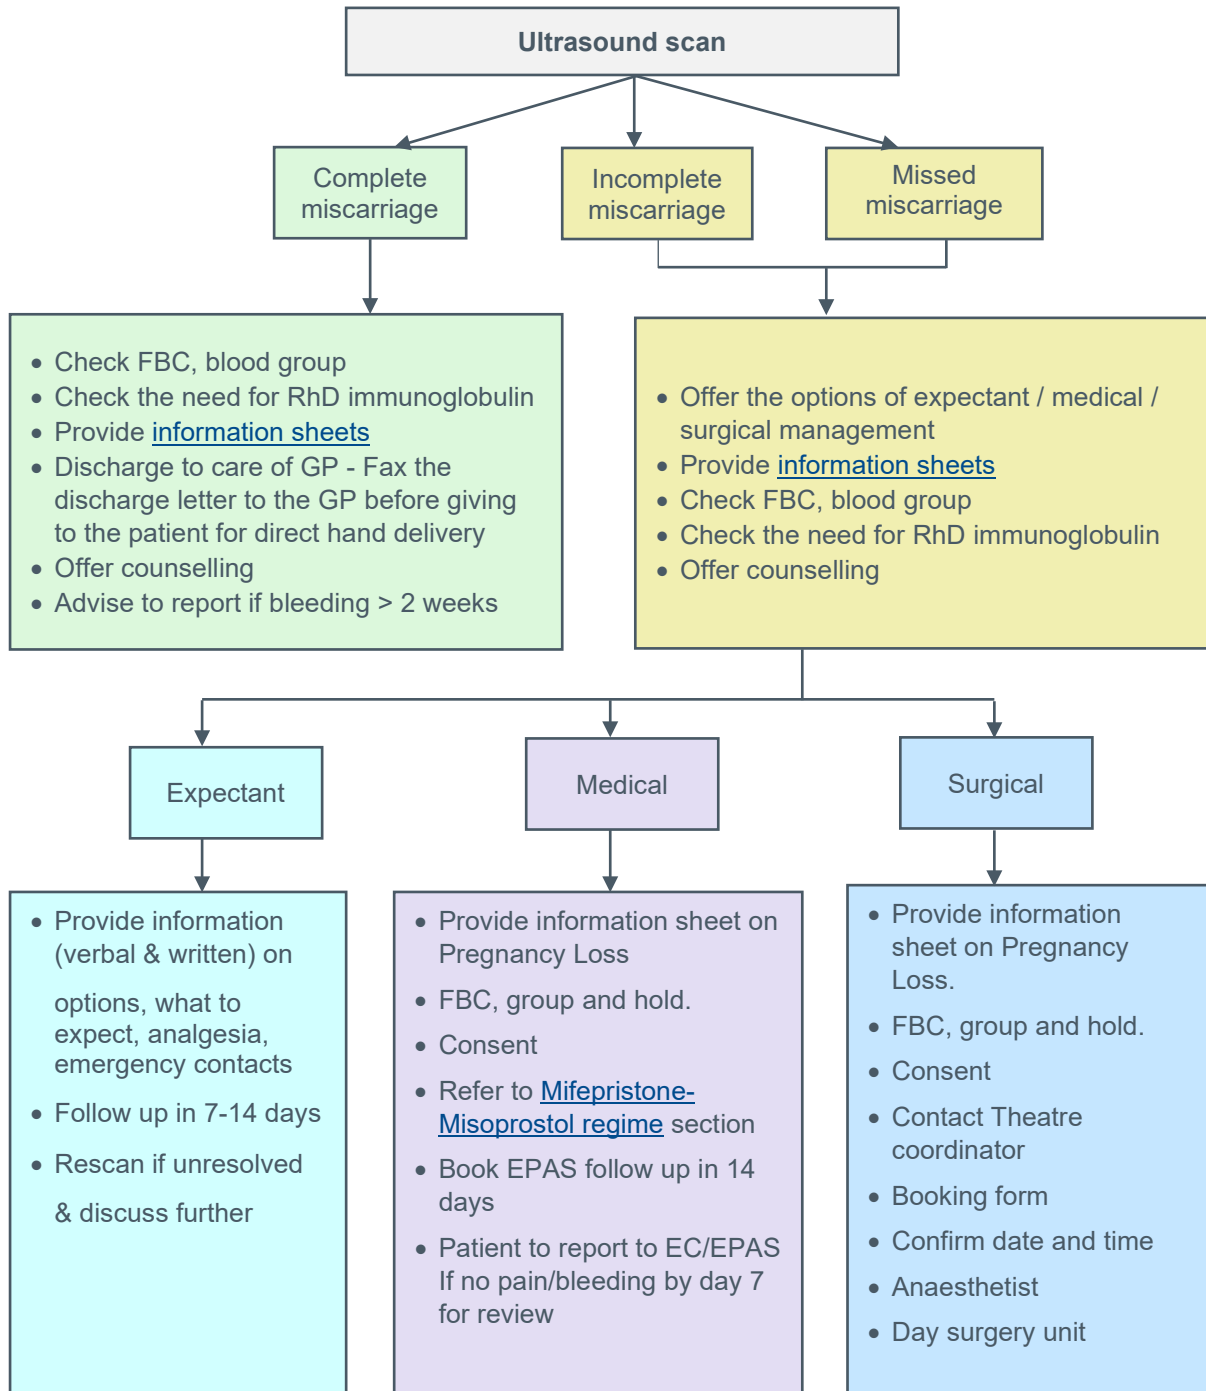 Ultrasound scan
Complete
miscarriage
Incomplete
miscarriage
Missed
miscarriage
• Check FBC, blood group
• Check the need for RhD immunoglobulin
• Provide information sheets
• Discharge to care of GP - Fax the
discharge letter to the GP before giving
to the patient for direct hand delivery
• Offer counselling
• Advise to report if bleeding > 2 weeks
• Offer the options of expectant / medical /
surgical management
• Provide information sheets
• Check FBC, blood group
• Check the need for RhD immunoglobulin
• Offer counselling
Expectant
Medical
Surgical
• Provide information
(verbal & written) on
options, what to
expect, analgesia,
emergency contacts
• Follow up in 7-14 days
• Rescan if unresolved
& discuss further
• Provide information sheet on
Pregnancy Loss
• FBC, group and hold.
• Consent
• Refer to Mifepristone-
Misoprostol regime section
• Book EPAS follow up in 14
days
• Patient to report to EC/EPAS
If no pain/bleeding by day 7
for review
• Provide information
sheet on Pregnancy
Loss.
• FBC, group and hold.
• Consent
• Contact Theatre
coordinator
• Booking form
• Confirm date and time
• Anaesthetist
• Day surgery unit